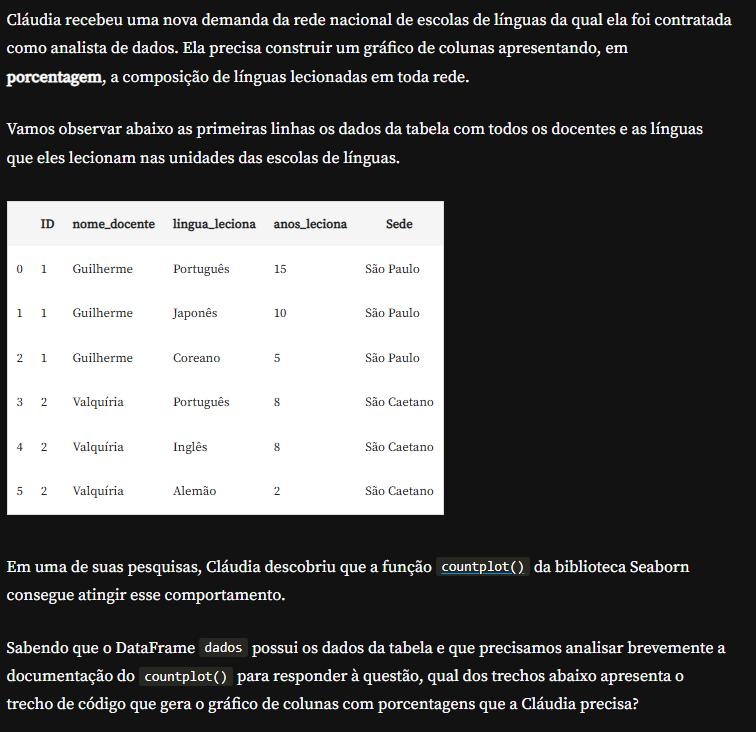 Cláudia recebeu uma nova demanda da rede nacional de escolas de línguas da qual ela foi contratada
como analista de dados. Ela precisa construir um gráfico de colunas apresentando, em
porcentagem, a composição de línguas lecionadas em toda rede.
Vamos observar abaixo as primeiras linhas os dados da tabela com todos os docentes e as línguas
que eles lecionam nas unidades das escolas de línguas.
ID nome_docente lingua_leciona anos_leciona Sede
0 1 Guilherme Português 15 São Paulo
1 1 Guilherme Japonês 10 São Paulo
2 1 Guilherme Coreano 5 São Paulo
3 2 Valquíria Português 8 São Caetano
4 2 Valquíria Inglês 8 São Caetano
5 2 Valquíria Alemão 2 São Caetano
Em uma de suas pesquisas, Cláudia descobriu que a função countplot() da biblioteca Seaborn
consegue atingir esse comportamento.
Sabendo que o DataFrame dados possui os dados da tabela e que precisamos analisar brevemente a
documentação do countplot() para responder à questão, qual dos trechos abaixo apresenta o
trecho de código que gera o gráfico de colunas com porcentagens que a Cláudia precisa?